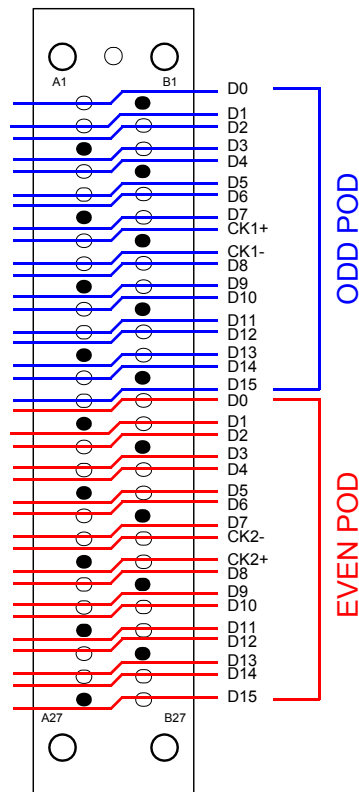 A1
B1
D0
D1
D2
D3
D4
D5
D6
D7
CK1+
CK1-
D8
D9
D10
D11
D12
D13
D14
D15
ODD POD
D0
D1
D2
D3
D4
D5
D6
D7
CK2-
CK2+
D8
D9
D10
D11
D12
D13
D14
D15
EVEN POD
A27
B27